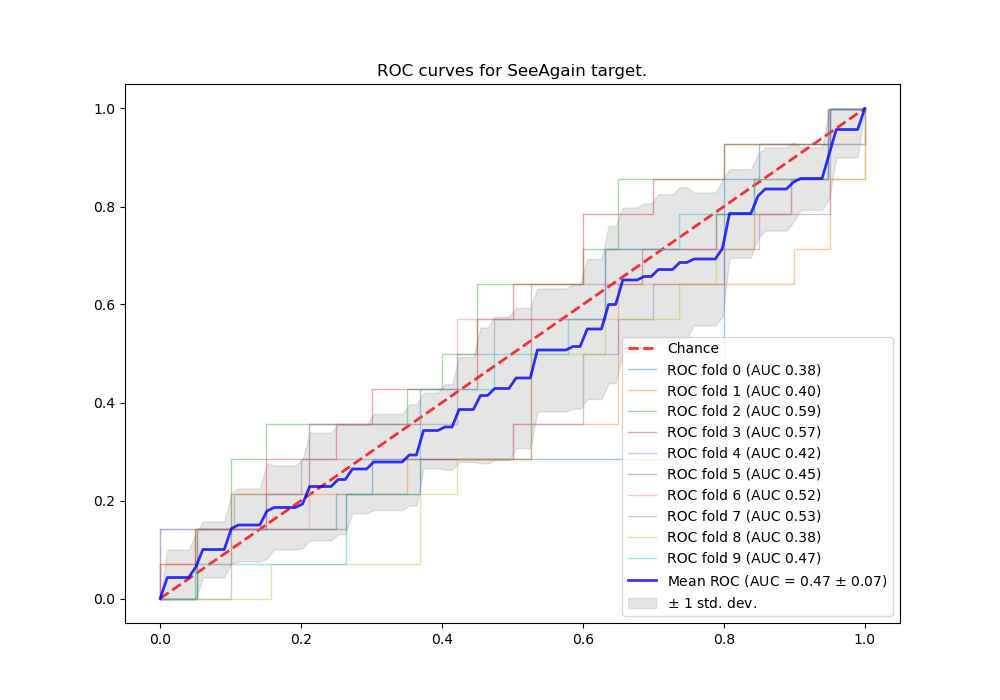 ROC curves for SeeAgain target.
1.0
0.8
0.6
0.4
0.2
0.0
Chance
ROC fold 0 (AUC 0.38)
ROC fold 1 (AUC 0.40)
ROC fold 2 (AUC 0.59)
ROC fold 3 (AUC 0.57)
ROC fold 4 (AUC 0.42)
ROC fold 5 (AUC 0.45)
ROC fold 6 (AUC 0.52)
ROC fold 7 (AUC 0.53)
ROC fold 8 (AUC 0.38)
ROC fold 9 (AUC 0.47)
Mean ROC (AUC = 0.47 ± 0.07)
± 1 std. dev.
0.0 0.2 0.4 0.6 0.8 1.0